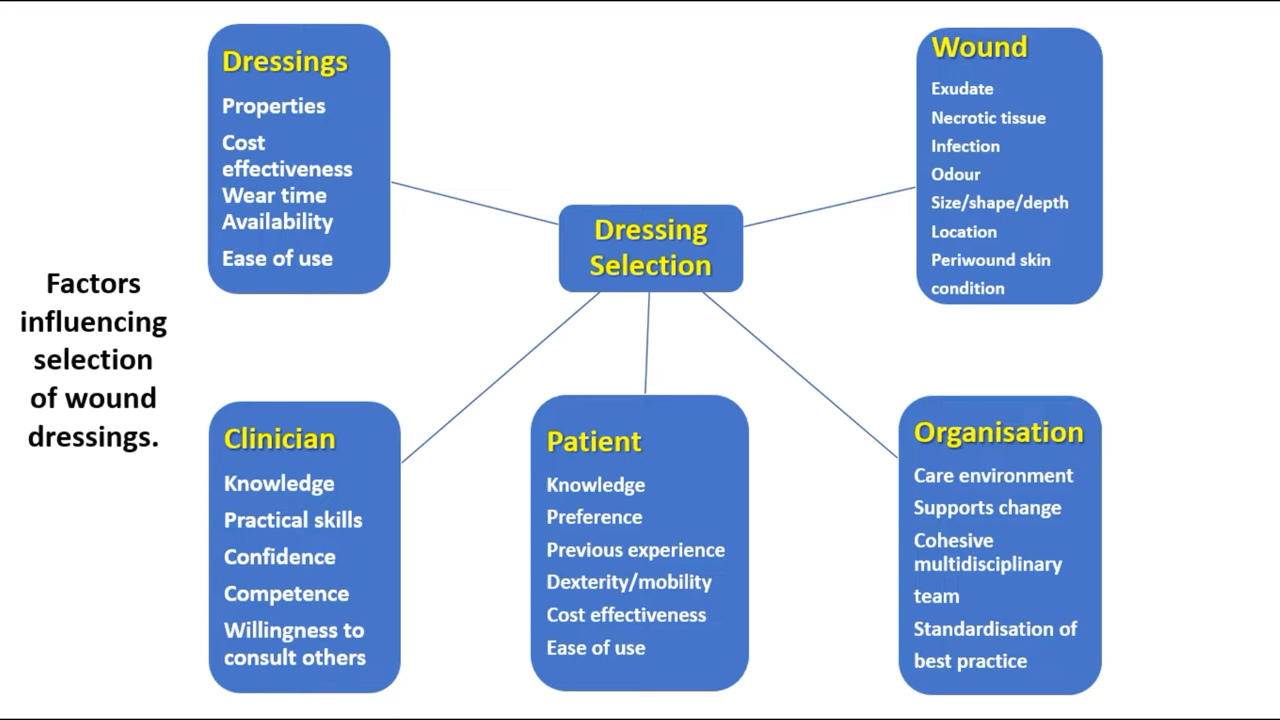 Factors
influencing
selection
of wound
dressings.
Dressings
Properties
Cost
effectiveness
Wear time
Availability
Ease of use
Dressing
Selection
Wound
Exudate
Necrotic tissue
Infection
Odour
Size/shape/depth
Location
Periwound skin
condition
Clinician
Knowledge
Practical skills
Confidence
Competence
Willingness to
consult others
Patient
Knowledge
Preference
Previous experience
Dexterity/mobility
Cost effectiveness
Ease of use
Organisation
Care environment
Supports change
Cohesive
multidisciplinary
team
Standardisation of
best practice